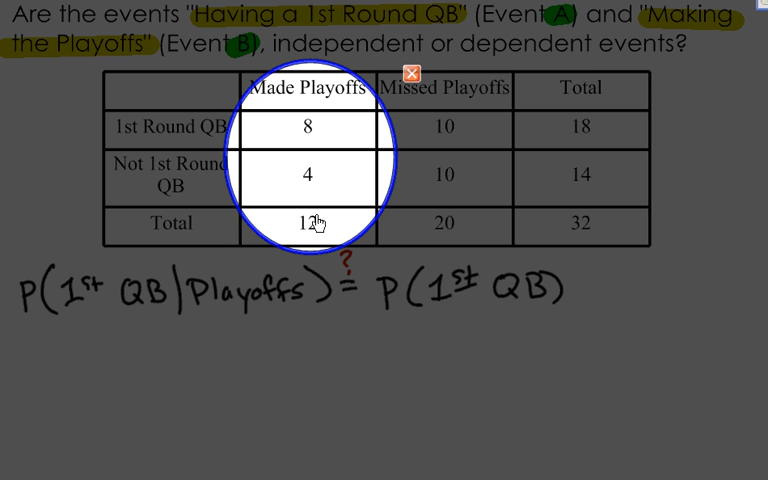 Are the events "Having a 1st Round QB" (Event A) and "Making
the Playoffs" (Event B), independent or dependent events?
Made Playoffs Missed Playoffs Total
1st Round QB 8 10 18
Not 1st Round QB 4 10 14
Total 12 20 32
P(1st QB|Playoffs) ?= P(1st QB)